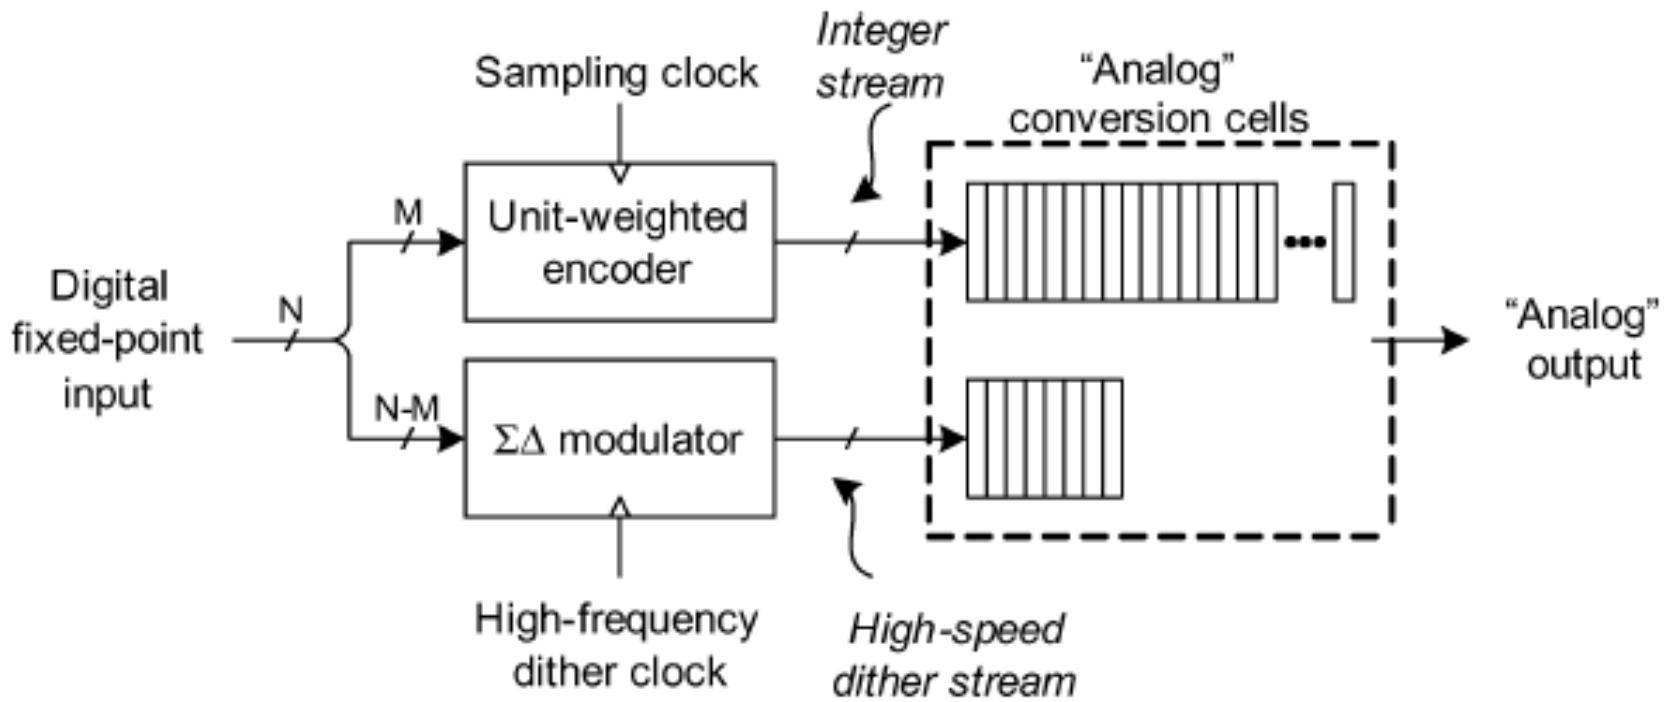 Integer
stream
Sampling clock
“Analog”
conversion cells
M
Unit-weighted
encoder
Digital
fixed-point
input
N
“Analog”
output
N-M
ΣΔ modulator
High-frequency
dither clock
High-speed
dither stream